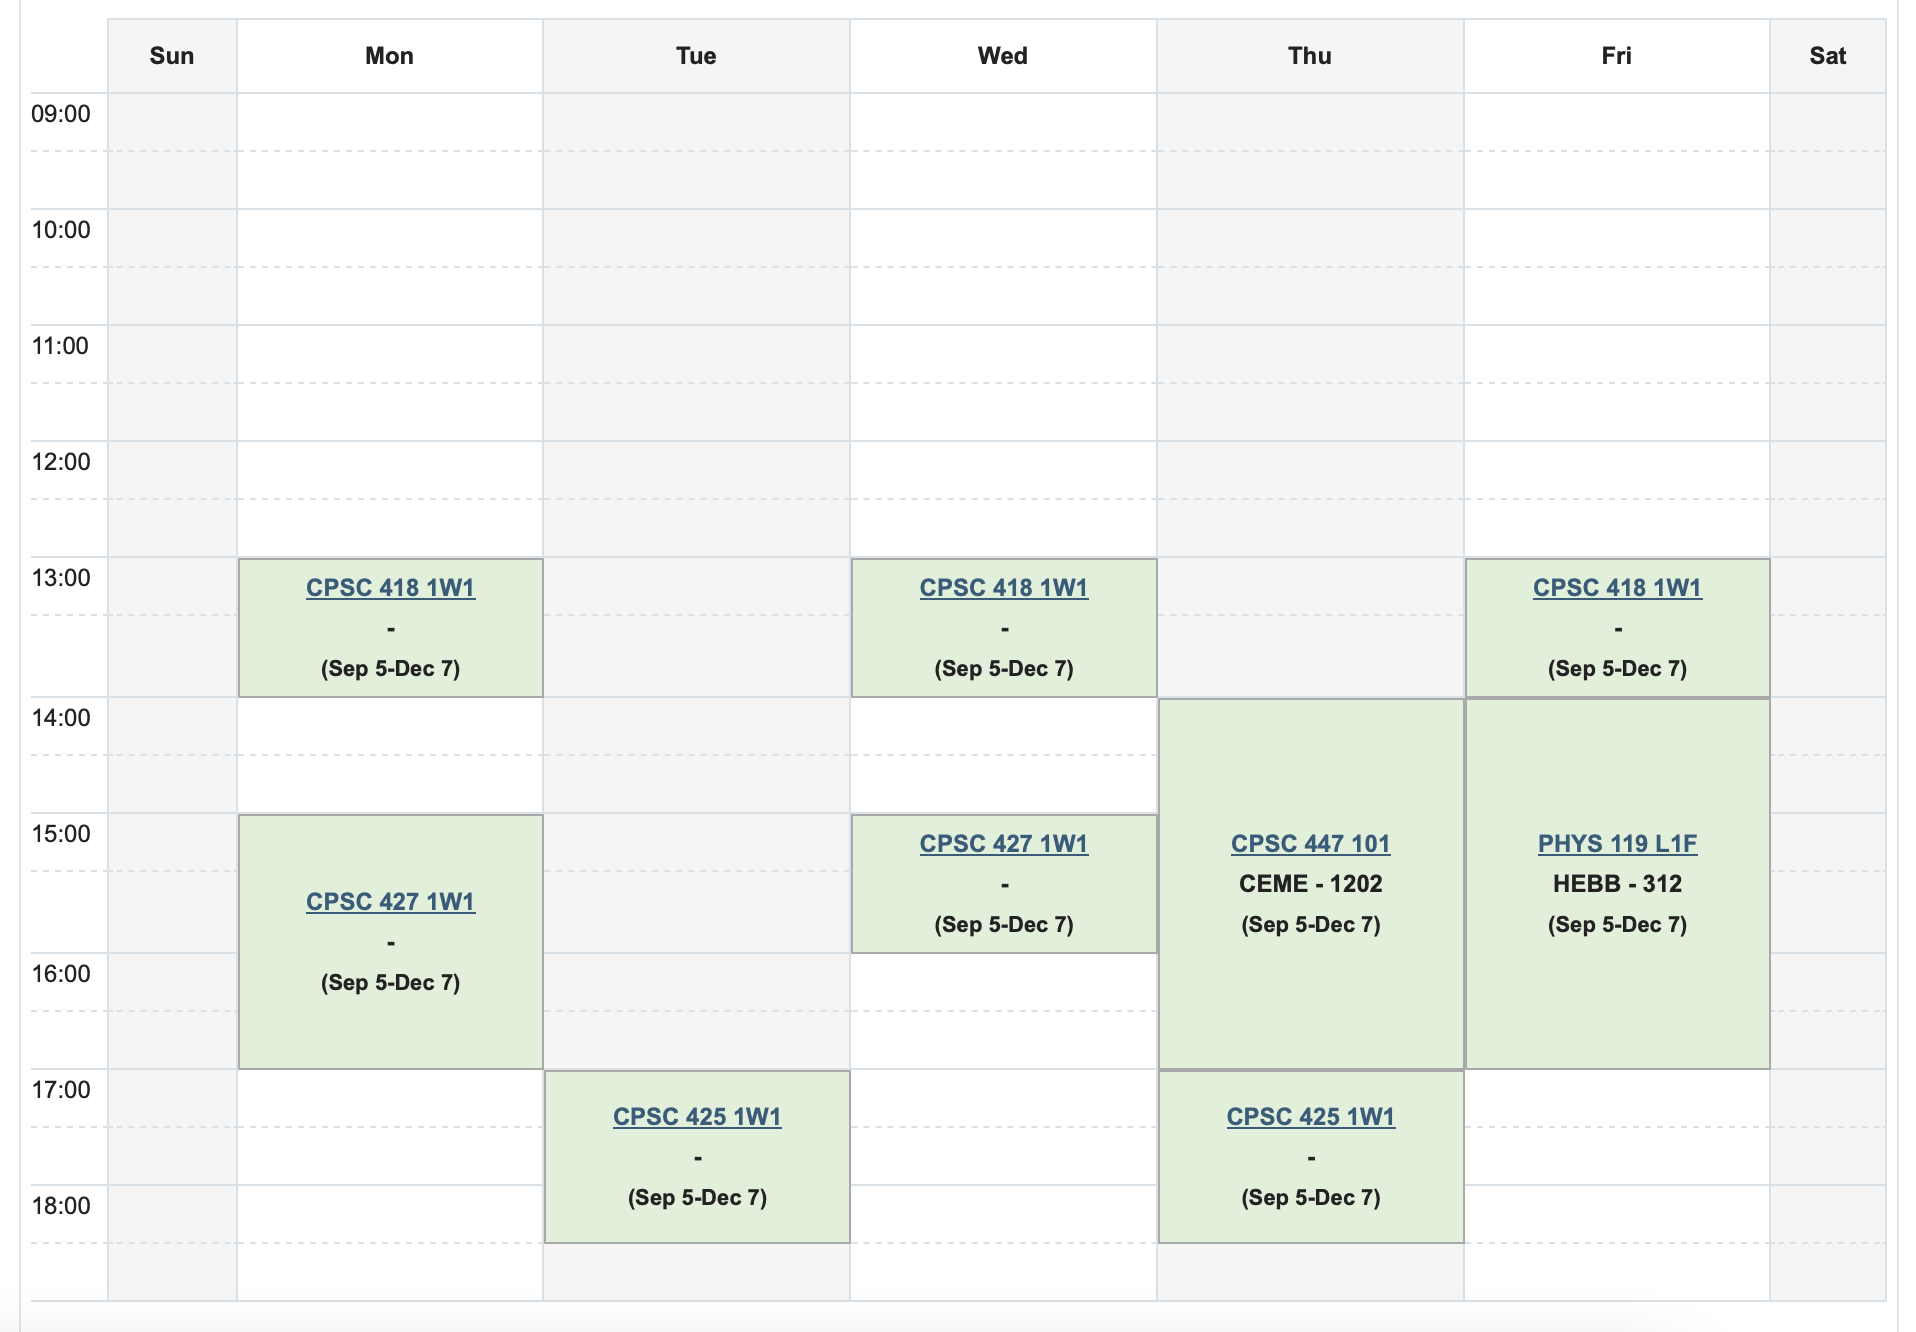 Sun Mon Tue Wed Thu Fri Sat
09:00
10:00
11:00
12:00
13:00
CPSC 418 1W1
-
(Sep 5-Dec 7)
CPSC 418 1W1
-
(Sep 5-Dec 7)
CPSC 418 1W1
-
(Sep 5-Dec 7)
14:00
15:00
CPSC 427 1W1
-
(Sep 5-Dec 7)
CPSC 427 1W1
-
(Sep 5-Dec 7)
CPSC 447 101
CEME - 1202
(Sep 5-Dec 7)
PHYS 119 L1F
HEBB - 312
(Sep 5-Dec 7)
16:00
17:00
CPSC 425 1W1
-
(Sep 5-Dec 7)
CPSC 425 1W1
-
(Sep 5-Dec 7)
18:00